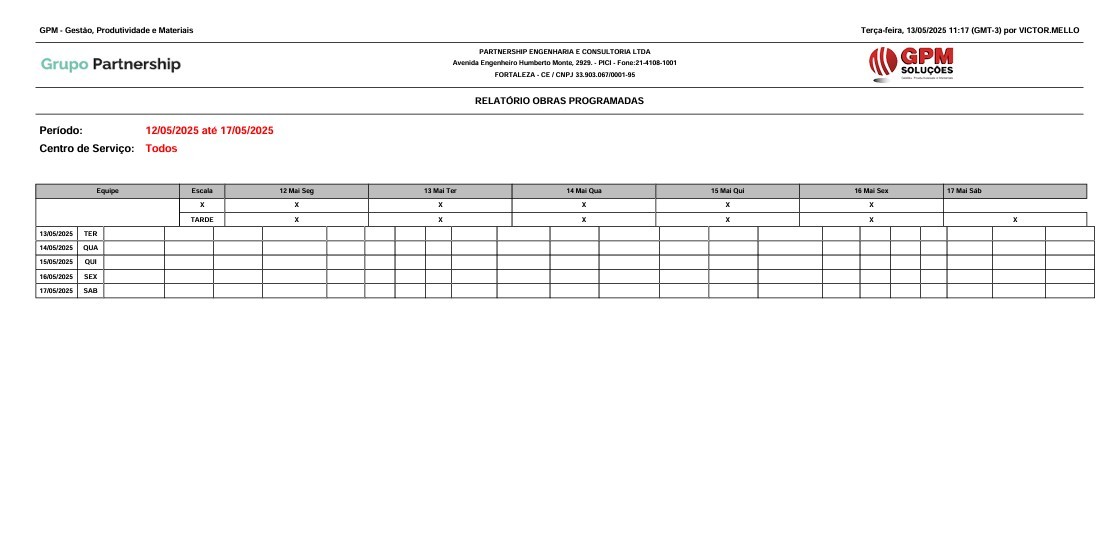 GPM - Gestão, Produtividade e Materiais
Terça-feira, 13/05/2025 11:17 (GMT-3) por VICTOR.MELLO
Grupo Partnership
PARTNERSHIP ENGENHARIA E CONSULTORIA LTDA
Avenida Engenheiro Humberto Monte, 2929. - PICI - Fone:21-4108-1001
FORTALEZA - CE / CNPJ 33.903.067/0001-95
GPM
SOLUÇÕES
RELATÓRIO OBRAS PROGRAMADAS
Período: 12/05/2025 até 17/05/2025
Centro de Serviço: Todos
Equipe Escala 12 Mai Seg 13 Mai Ter 14 Mai Qua 15 Mai Qui 16 Mai Sex 17 Mai Sáb
X X X X X X
TARDE X X X X X X
13/05/2025 TER
14/05/2025 QUA
15/05/2025 QUI
16/05/2025 SEX
17/05/2025 SAB